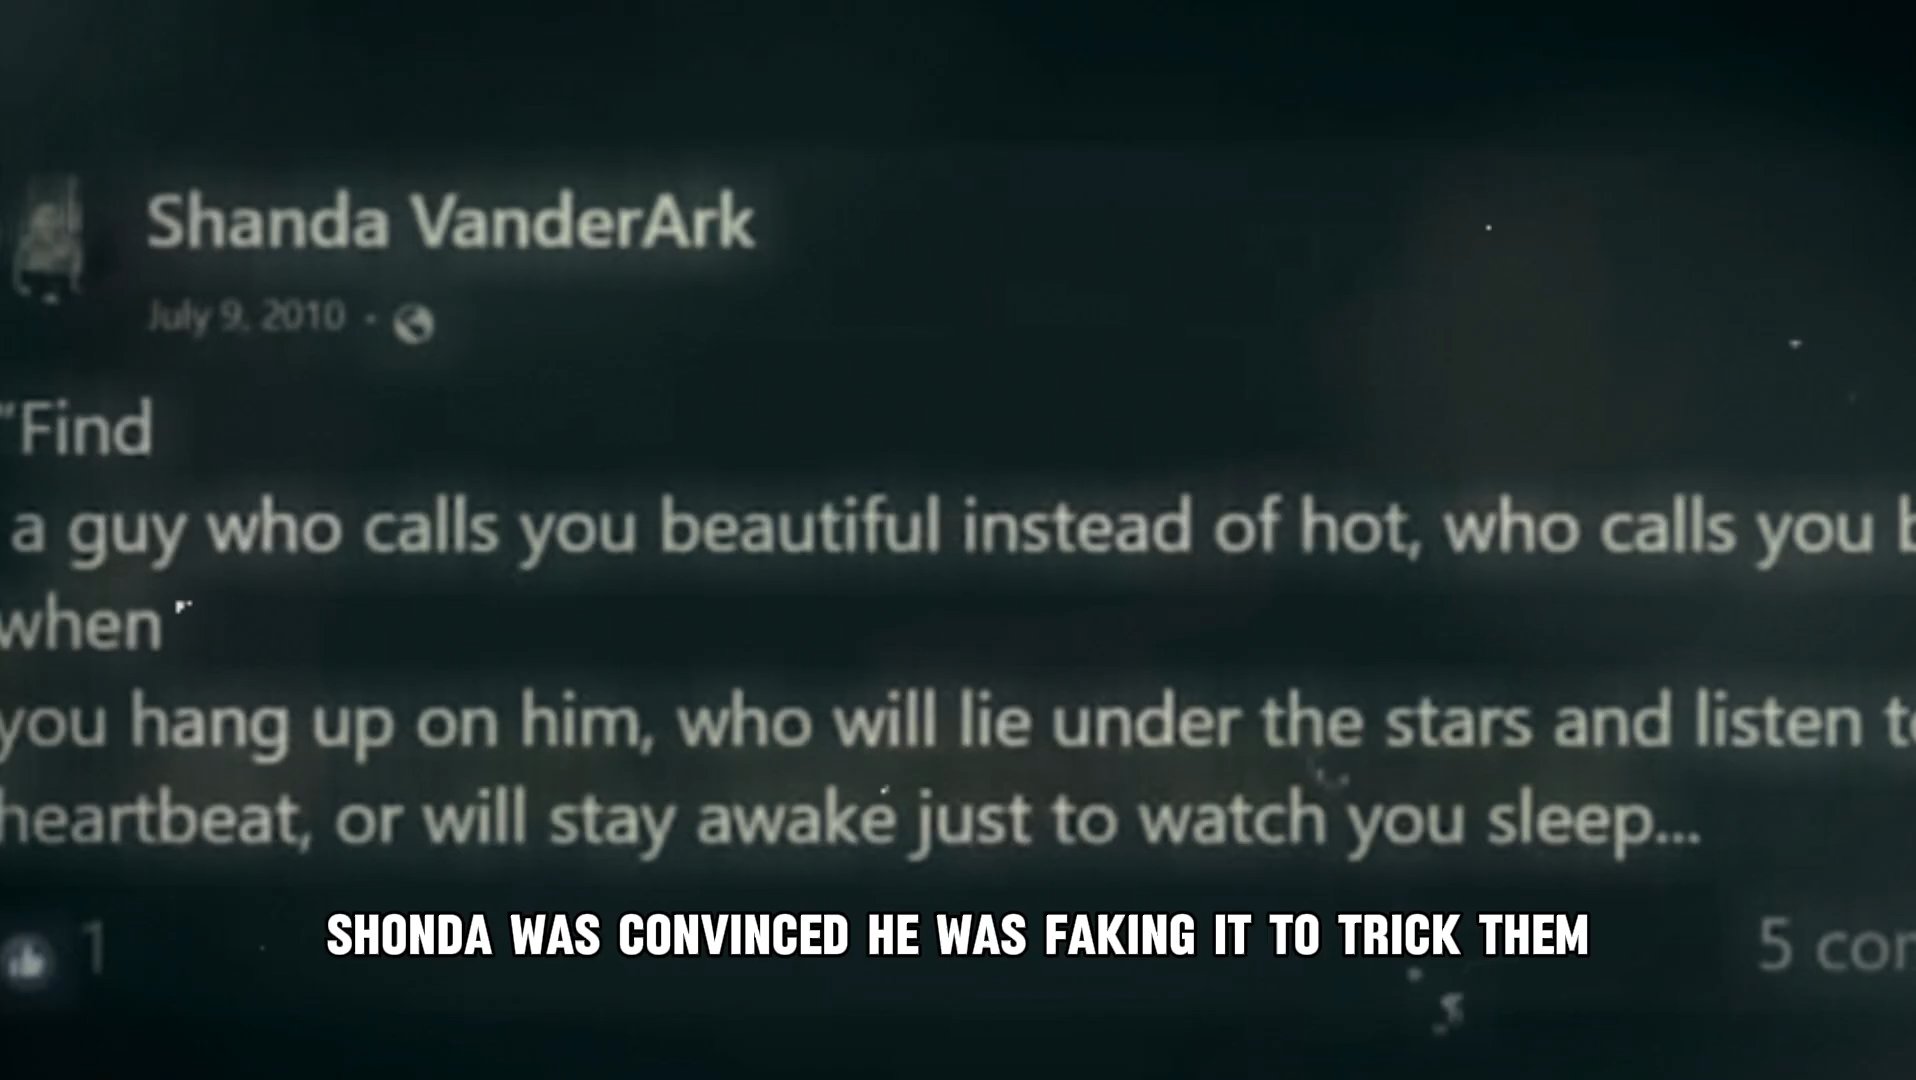 Shanda VanderArk
July 9, 2010 ·
"Find
a guy who calls you beautiful instead of hot, who calls you
when
you hang up on him, who will lie under the stars and listen
heartbeat, or will stay awake just to watch you sleep...
1
5
SHONDA WAS CONVINCED HE WAS FAKING IT TO TRICK THEM